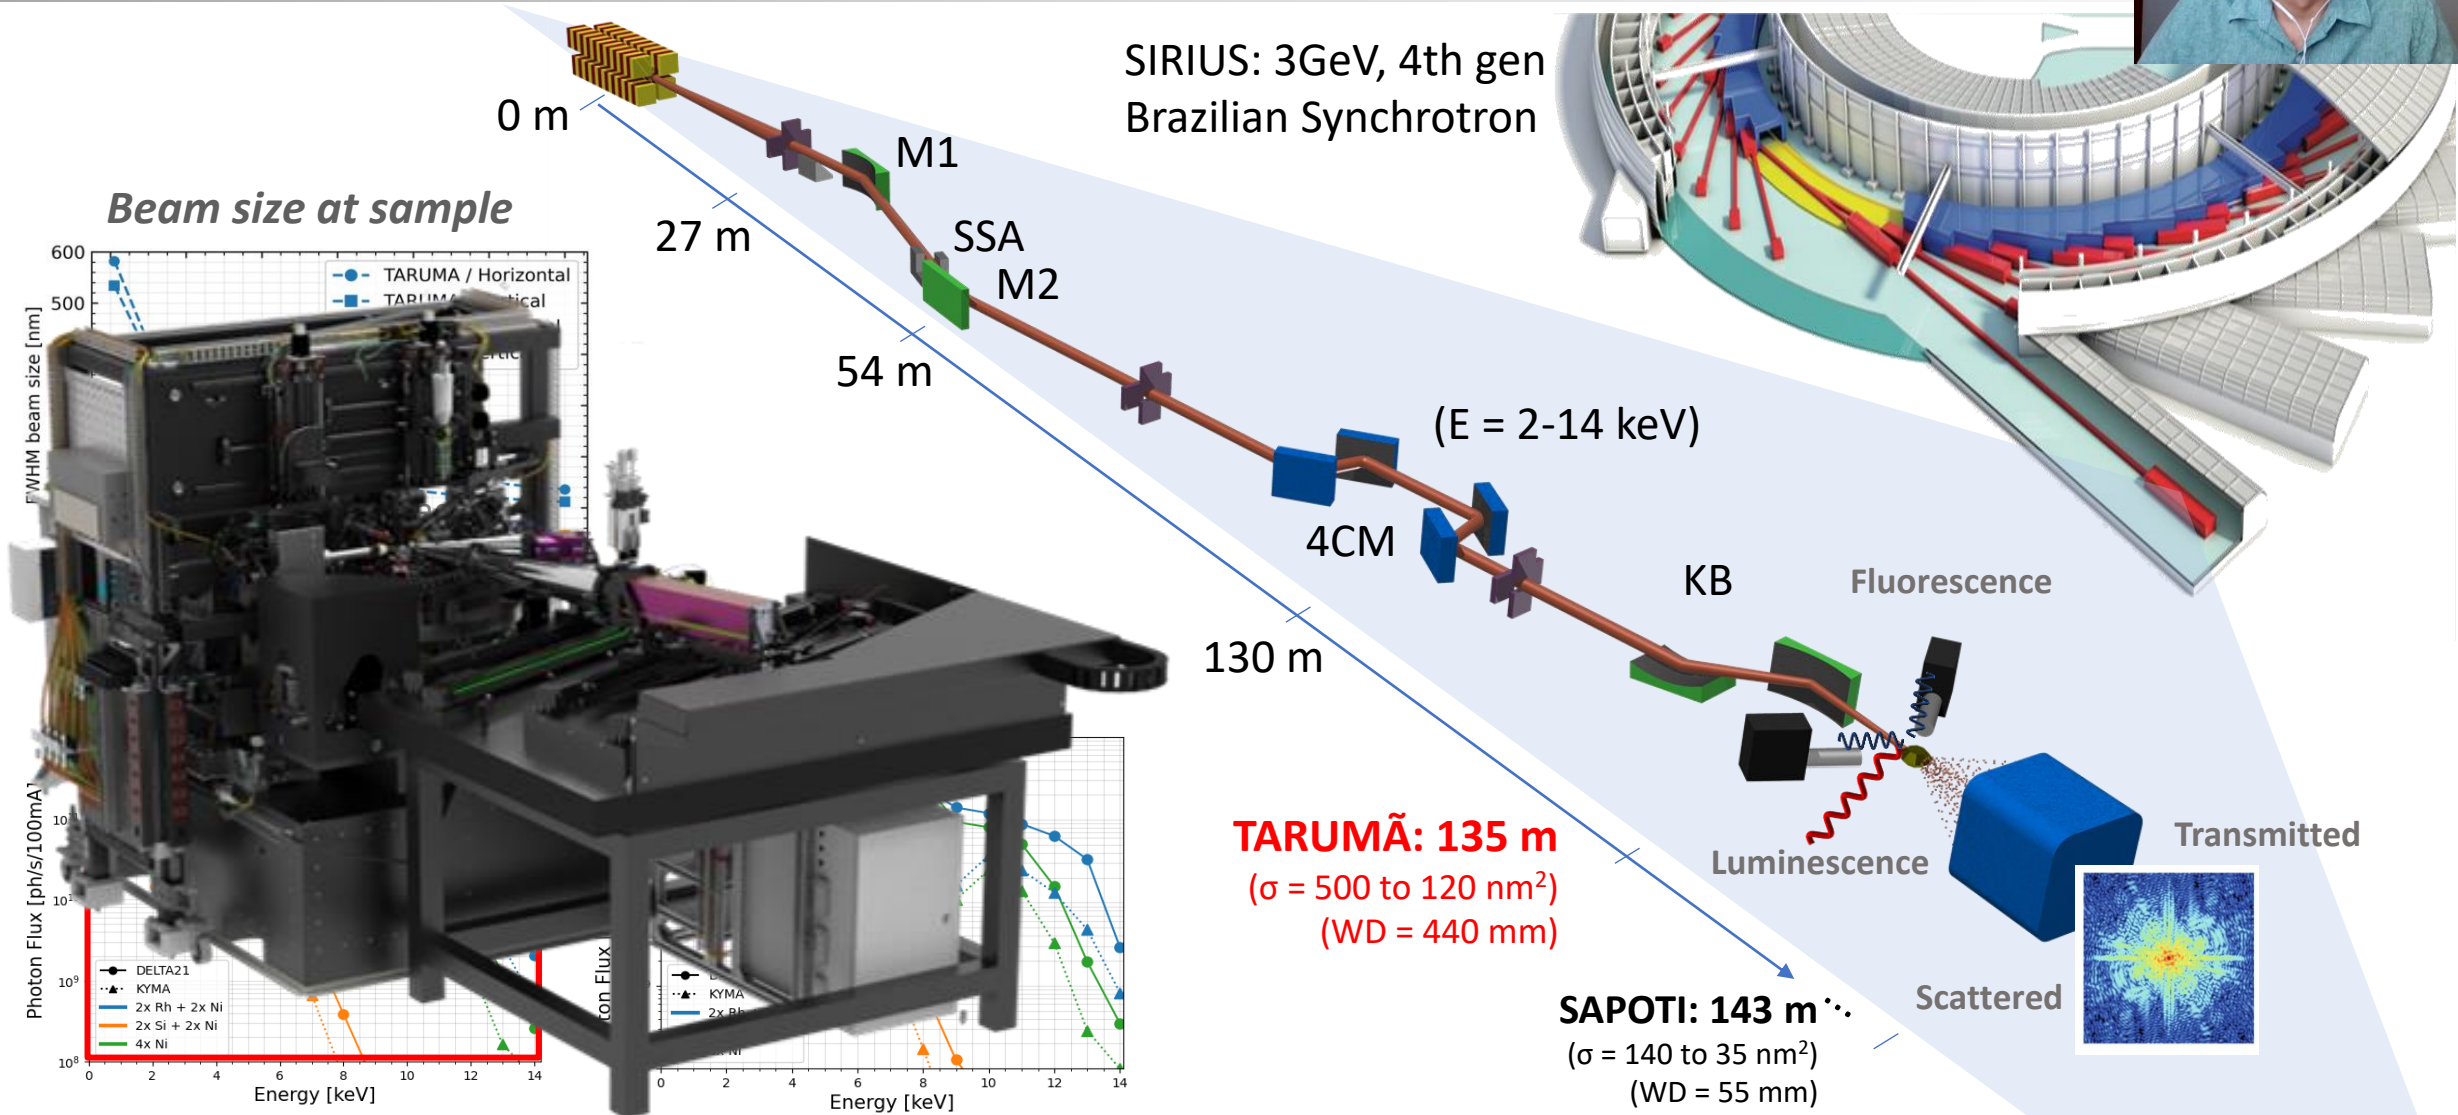 SIRIUS: 3GeV, 4th gen
Brazilian Synchrotron
0 m
M1
27 m
SSA
M2
54 m
(E = 2-14 keV)
4CM
130 m
KB
Fluorescence
Luminescence
Transmitted
Scattered
TARUMÃ: 135 m
(σ = 500 to 120 nm²)
(WD = 440 mm)
SAPOTI: 143 m
(σ = 140 to 35 nm²)
(WD = 55 mm)
Beam size at sample
600
500
TARUMA / Horizontal
FWHM beam size [nm]
Photon Flux [ph/s/100mA]
10⁹
10⁸
DELTA21
KYMA
2x Rh + 2x Ni
2x Si + 2x Ni
4x Ni
0 2 4 6 8 10 12 14
Energy [keV]
Flux
KYMA
0 2 4 6 8 10 12 14
Energy [keV]